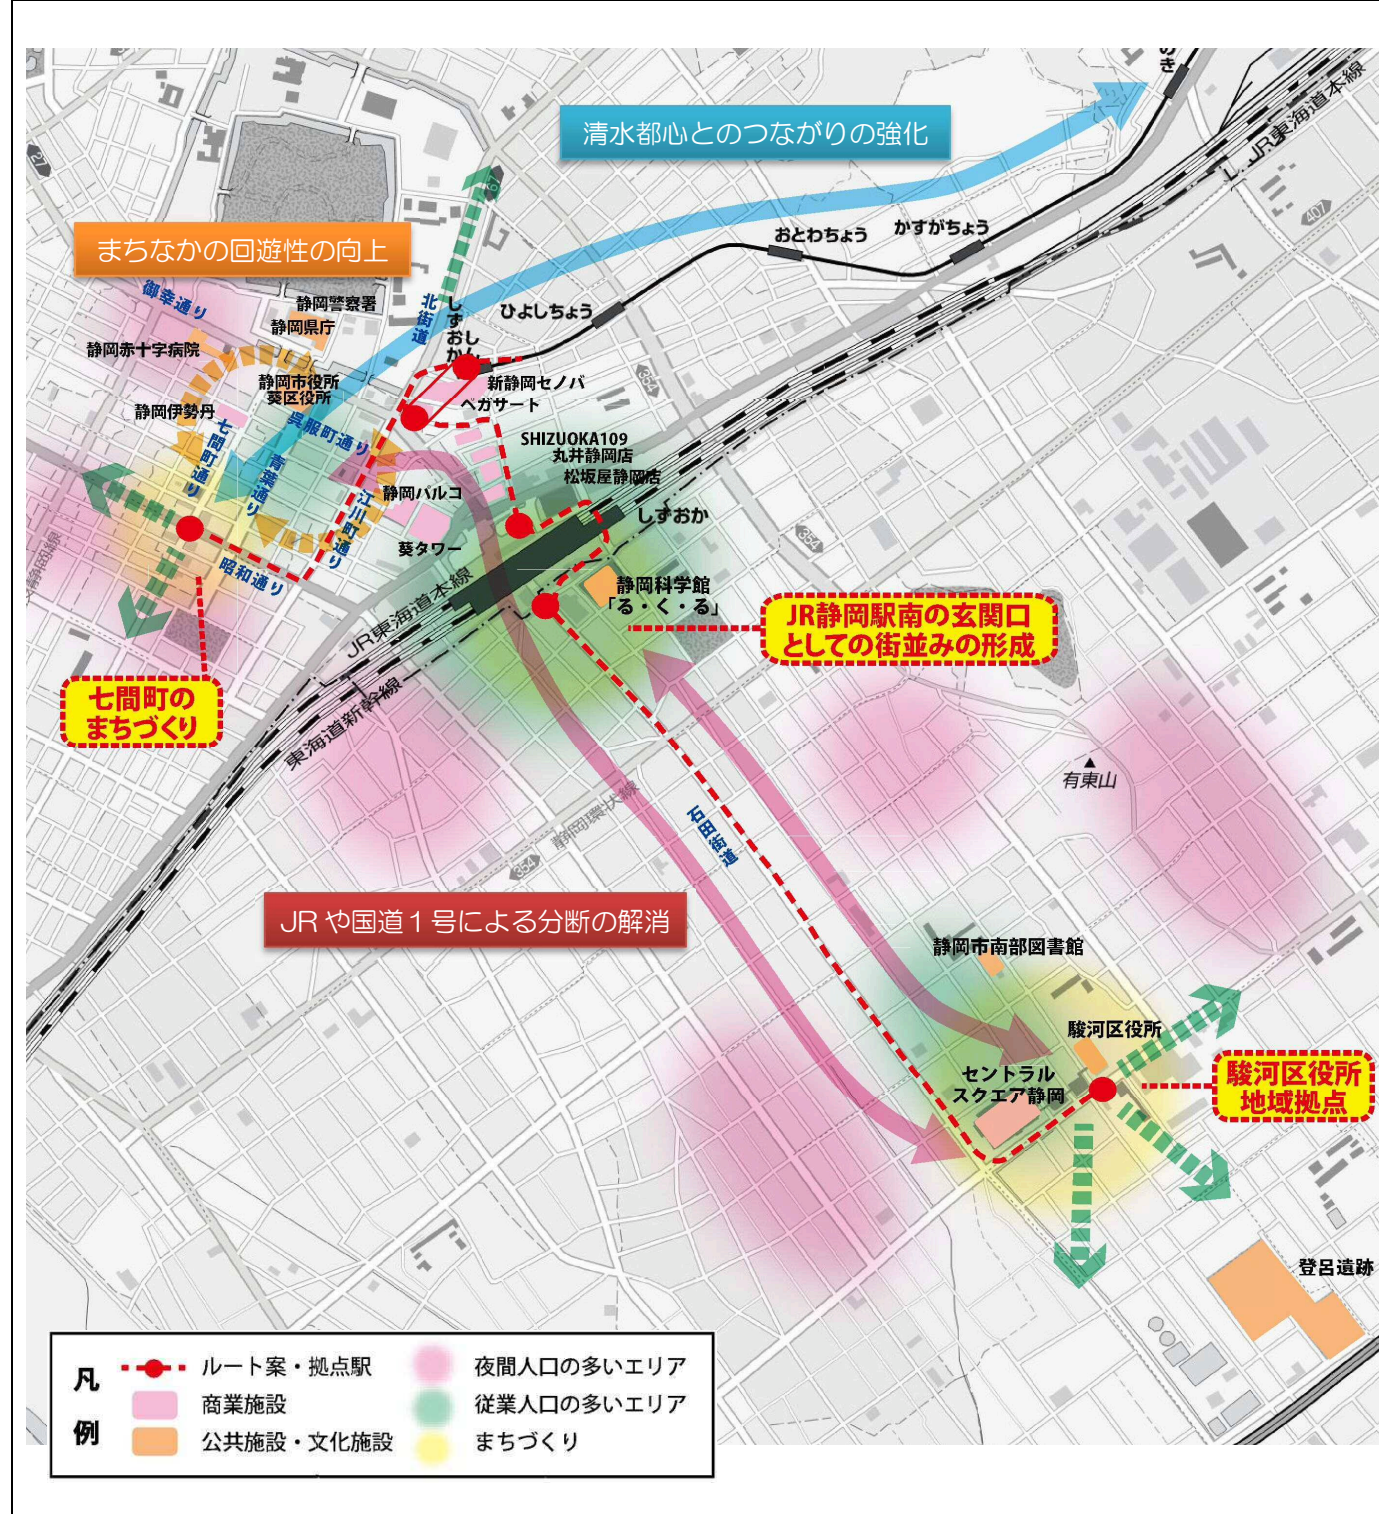 のき
JR東海道本線
清水都心とのつながりの強化
27
67
407
まちなかの回遊性の向上
おとわちょう
かすがちょう
御幸通り
静岡警察署
静岡県庁
北街道
しんしずおか
ひよしちょう
静岡赤十字病院
354
新静岡セノバ
静岡市役所
葵区役所
ペガサート
静岡伊勢丹
七間町通り
呉服町通り
青葉通り
SHIZUOKA109
丸井静岡店
松坂屋静岡店
静岡パルコ
江川町通り
しずおか
葵タワー
354
昭和通り
静岡科学館
「る・く・る」
JR東海道本線
JR静岡駅南の玄関口
としての街並みの形成
東海道新幹線
七間町の
まちづくり
有東山
静岡環状線
石田街道
354
JRや国道1号による分断の解消
静岡市南部図書館
駿河区役所
セントラル
スクエア静岡
駿河区役所
地域拠点
登呂遺跡
凡例
ルート案・拠点駅
商業施設
公共施設・文化施設
夜間人口の多いエリア
従業人口の多いエリア
まちづくり